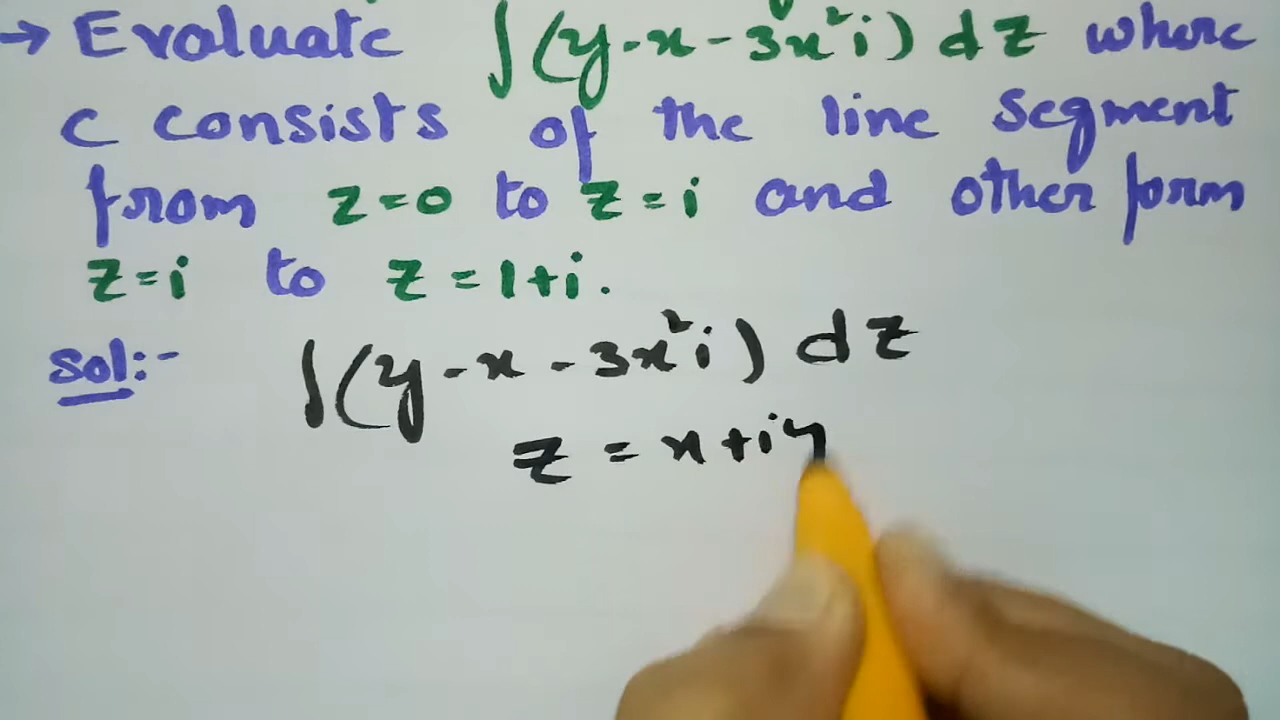 → Evaluate ∫(y-x-3x²i) dz where
c consists of the line segment
from z=0 to z=i and other form
z=i to z=1+i.
Sol:- ∫(y-x-3x²i) dz
z = x+iy